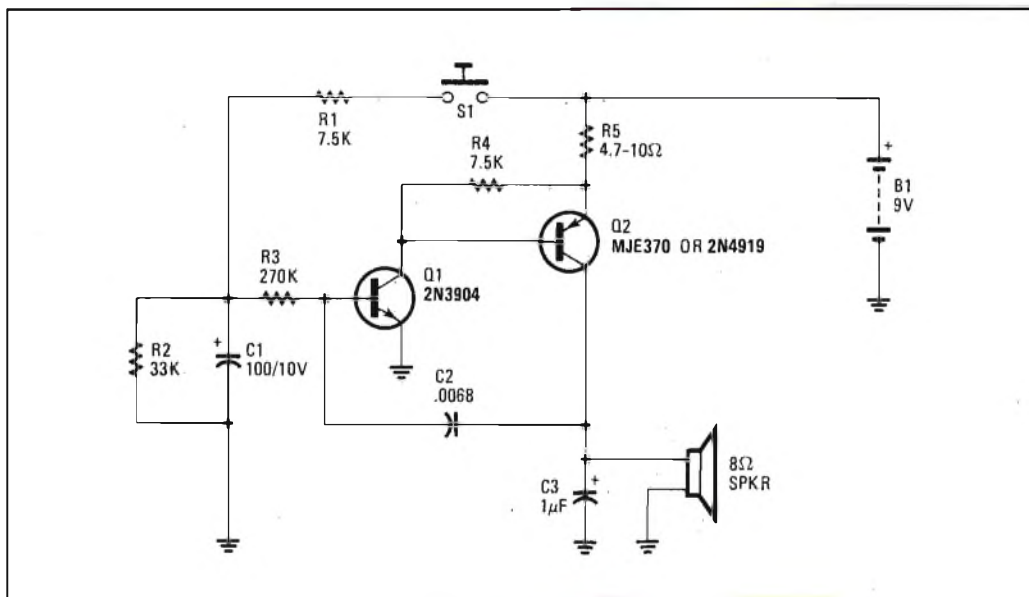 S1
R1
7.5K
R4
7.5K
R5
4.7-10Ω
+
B1
9V
Q2
MJE370 OR 2N4919
R3
270K
Q1
2N3904
R2
33K
+
C1
100/10V
C2
.0068
C3
1µF
+
8Ω
SPKR